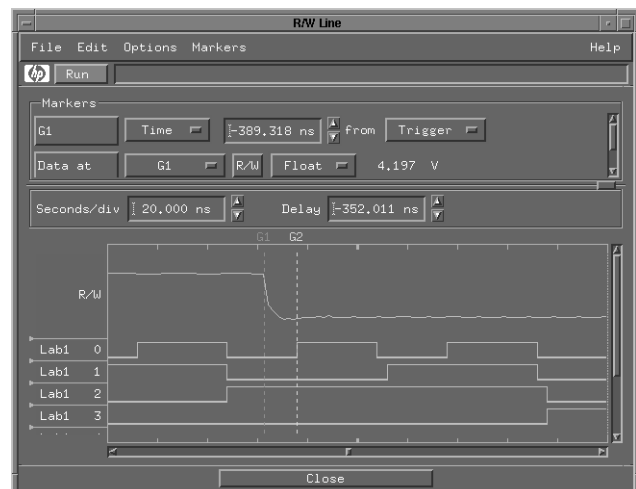 R/W Line
File Edit Options Markers Help
hp Run
Markers
G1 Time -389.318 ns from Trigger
Data at G1 R/W Float 4.197 V
Seconds/div 20.000 ns Delay -352.011 ns
G1 G2
R/W
Lab1 0
Lab1 1
Lab1 2
Lab1 3
Close